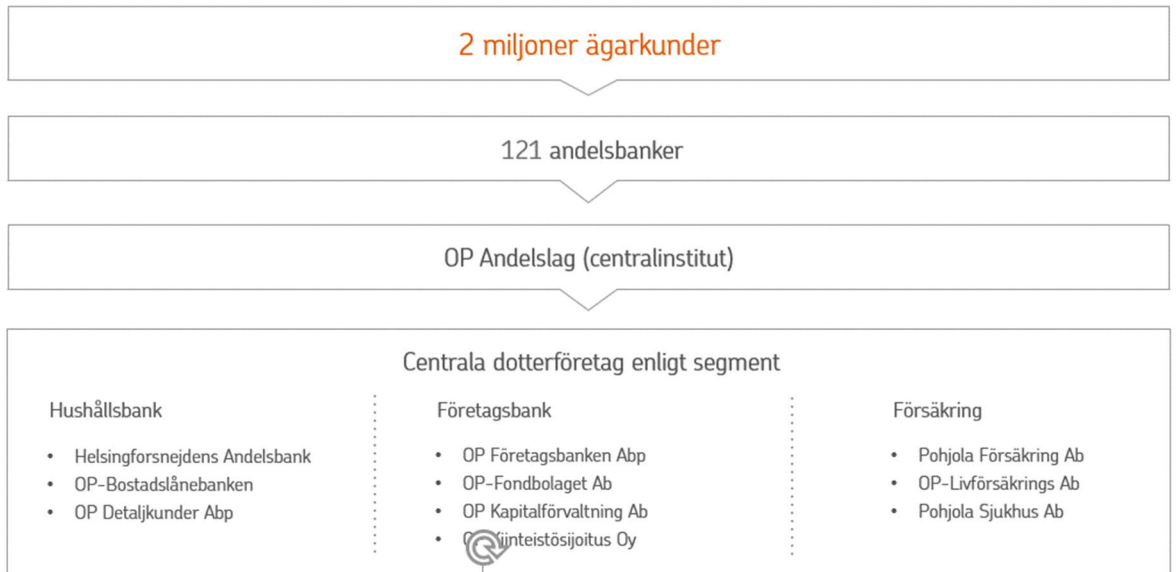 2 miljoner ägarkunder
121 andelsbanker
OP Andelslag (centralinstitut)
Centrala dotterföretag enligt segment
Hushållsbank
• Helsingforsnejdens Andelsbank
• OP-Bostadslånebanken
• OP Detaljkunder Abp
Företagsbank
• OP Företagsbanken Abp
• OP-Fondbolaget Ab
• OP Kapitalförvaltning Ab
• Oy
Försäkring
• Pohjola Försäkring Ab
• OP-Livförsäkrings Ab
• Pohjola Sjukhus Ab